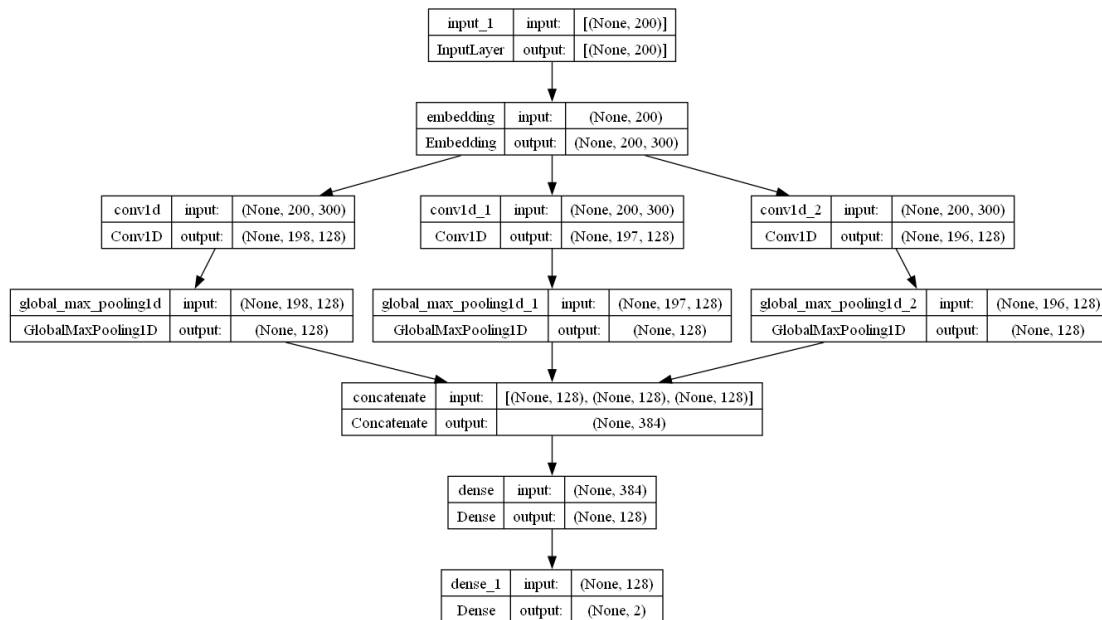 input_1 input: [(None, 200)]
InputLayer output: [(None, 200)]
embedding input: (None, 200)
Embedding output: (None, 200, 300)
conv1d input: (None, 200, 300)
Conv1D output: (None, 198, 128)
conv1d_1 input: (None, 200, 300)
Conv1D output: (None, 197, 128)
conv1d_2 input: (None, 200, 300)
Conv1D output: (None, 196, 128)
global_max_pooling1d input: (None, 198, 128)
GlobalMaxPooling1D output: (None, 128)
global_max_pooling1d_1 input: (None, 197, 128)
GlobalMaxPooling1D output: (None, 128)
global_max_pooling1d_2 input: (None, 196, 128)
GlobalMaxPooling1D output: (None, 128)
concatenate input: [(None, 128), (None, 128), (None, 128)]
Concatenate output: (None, 384)
dense input: (None, 384)
Dense output: (None, 128)
dense_1 input: (None, 128)
Dense output: (None, 2)